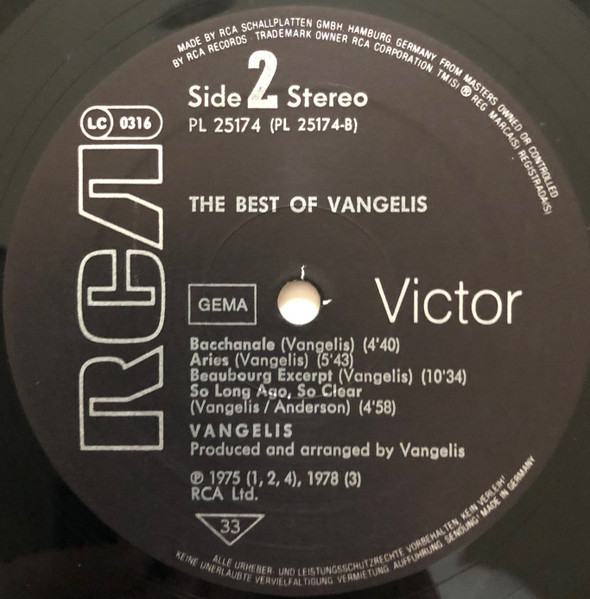 MADE BY RCA SCHALLPLATTEN GMBH, HAMBURG GERMANY FROM MASTERS OWNED OR CONTROLLED
BY RCA RECORDS TRADEMARK OWNER RCA CORPORATION TM(S) ® REG MARCA(S) REGISTRADA(S)
Side 2 Stereo
LC 0316
PL 25174 (PL 25174-B)
RCA
THE BEST OF VANGELIS
GEMA
Victor
Bacchanale (Vangelis) (4'40)
Aries (Vangelis) (5'43)
Beaubourg Excerpt (Vangelis) (10'34)
So Long Ago, So Clear
(Vangelis / Anderson) (4'58)
VANGELIS
Produced and arranged by Vangelis
℗ 1975 (1, 2, 4), 1978 (3)
RCA Ltd.
33
ALLE URHEBER- UND LEISTUNGSSCHUTZRECHTE VORBEHALTEN, KEIN VERLEIH!
KEINE UNERLAUBTE VERVIELFÄLTIGUNG VERMIETUNG AUFFÜHRUNG SENDUNG! MADE IN GERMANY